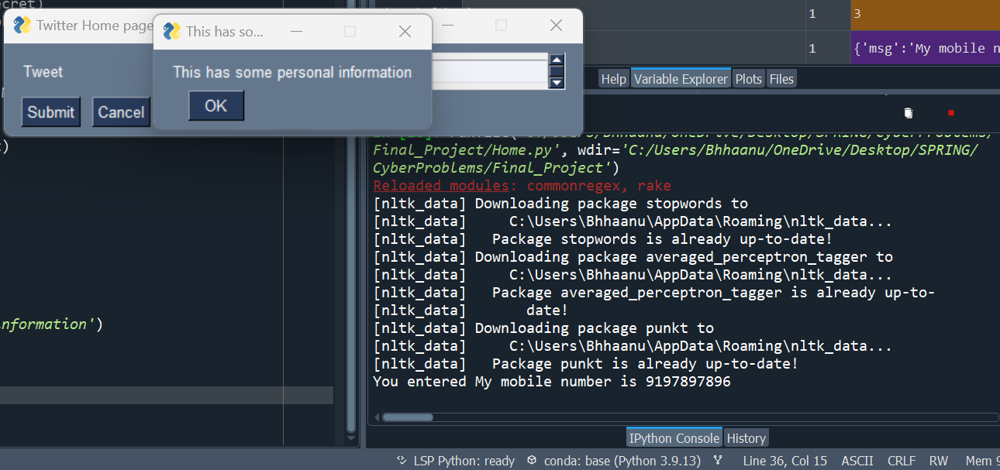 ecret)
Twitter Home page
This has so...
Tweet
This has some personal information
Submit
Cancel
OK
1
3
1
{'msg':'My mobile n
Help
Variable Explorer
Plots
Files
)
nformation')
Final_Project/Home.py', wdir='C:/Users/Bhhaanu/OneDrive/Desktop/SPRING/
CyberProblems/Final_Project')
Reloaded modules: commonregex, rake
[nltk_data] Downloading package stopwords to
[nltk_data]     C:\Users\Bhhaanu\AppData\Roaming\nltk_data...
[nltk_data]   Package stopwords is already up-to-date!
[nltk_data] Downloading package averaged_perceptron_tagger to
[nltk_data]     C:\Users\Bhhaanu\AppData\Roaming\nltk_data...
[nltk_data]   Package averaged_perceptron_tagger is already up-to-
[nltk_data]       date!
[nltk_data] Downloading package punkt to
[nltk_data]     C:\Users\Bhhaanu\AppData\Roaming\nltk_data...
[nltk_data]   Package punkt is already up-to-date!
You entered My mobile number is 9197897896
IPython Console
History
LSP Python: ready
conda: base (Python 3.9.13)
Line 36, Col 15
ASCII
CRLF
RW
Mem 9